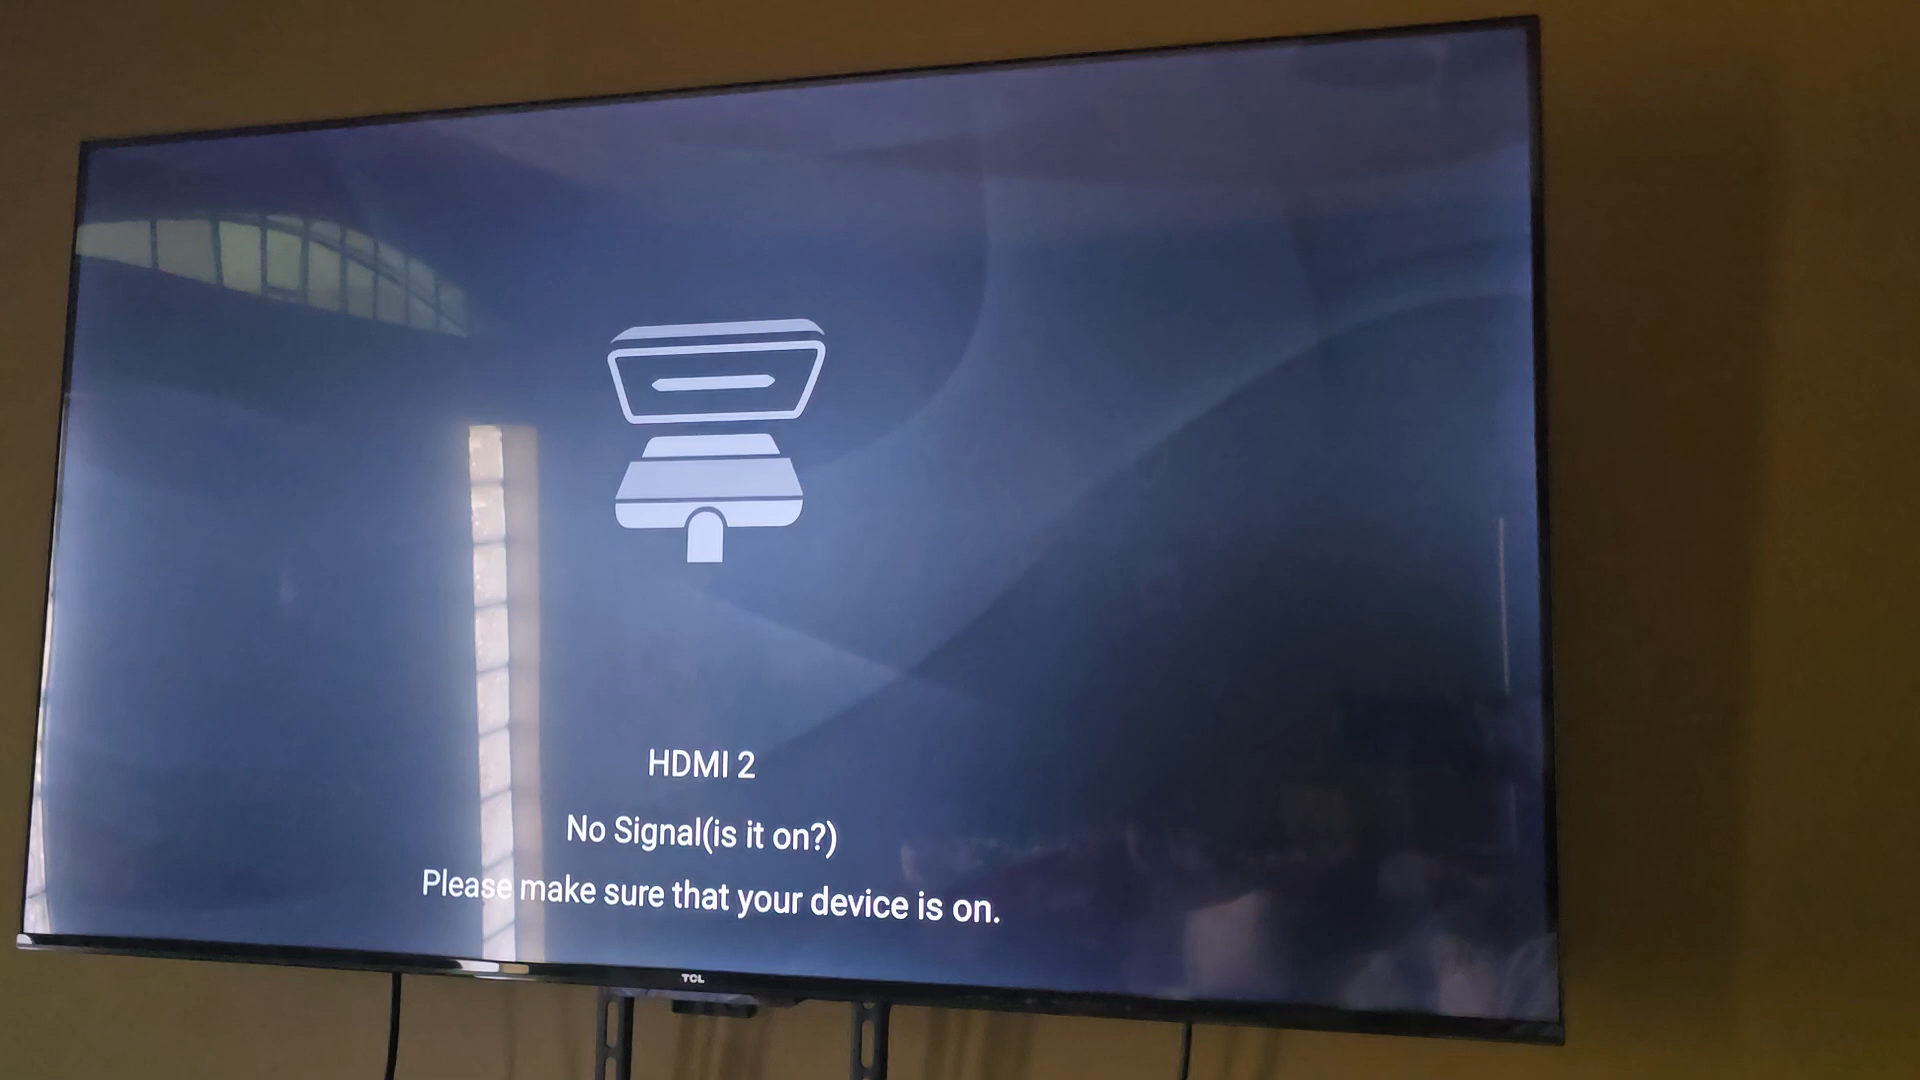 HDMI 2
No Signal(is it on?)
Please make sure that your device is on.
TCL